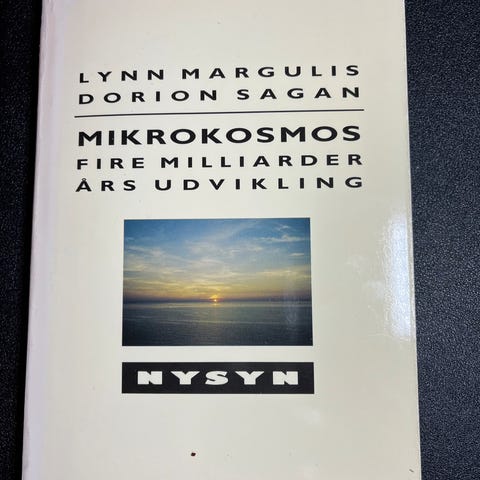 LYNN MARGULIS
DORION SAGAN
MIKROKOSMOS
FIRE MILLIARDER
ÅRS UDVIKLING
NYSYN